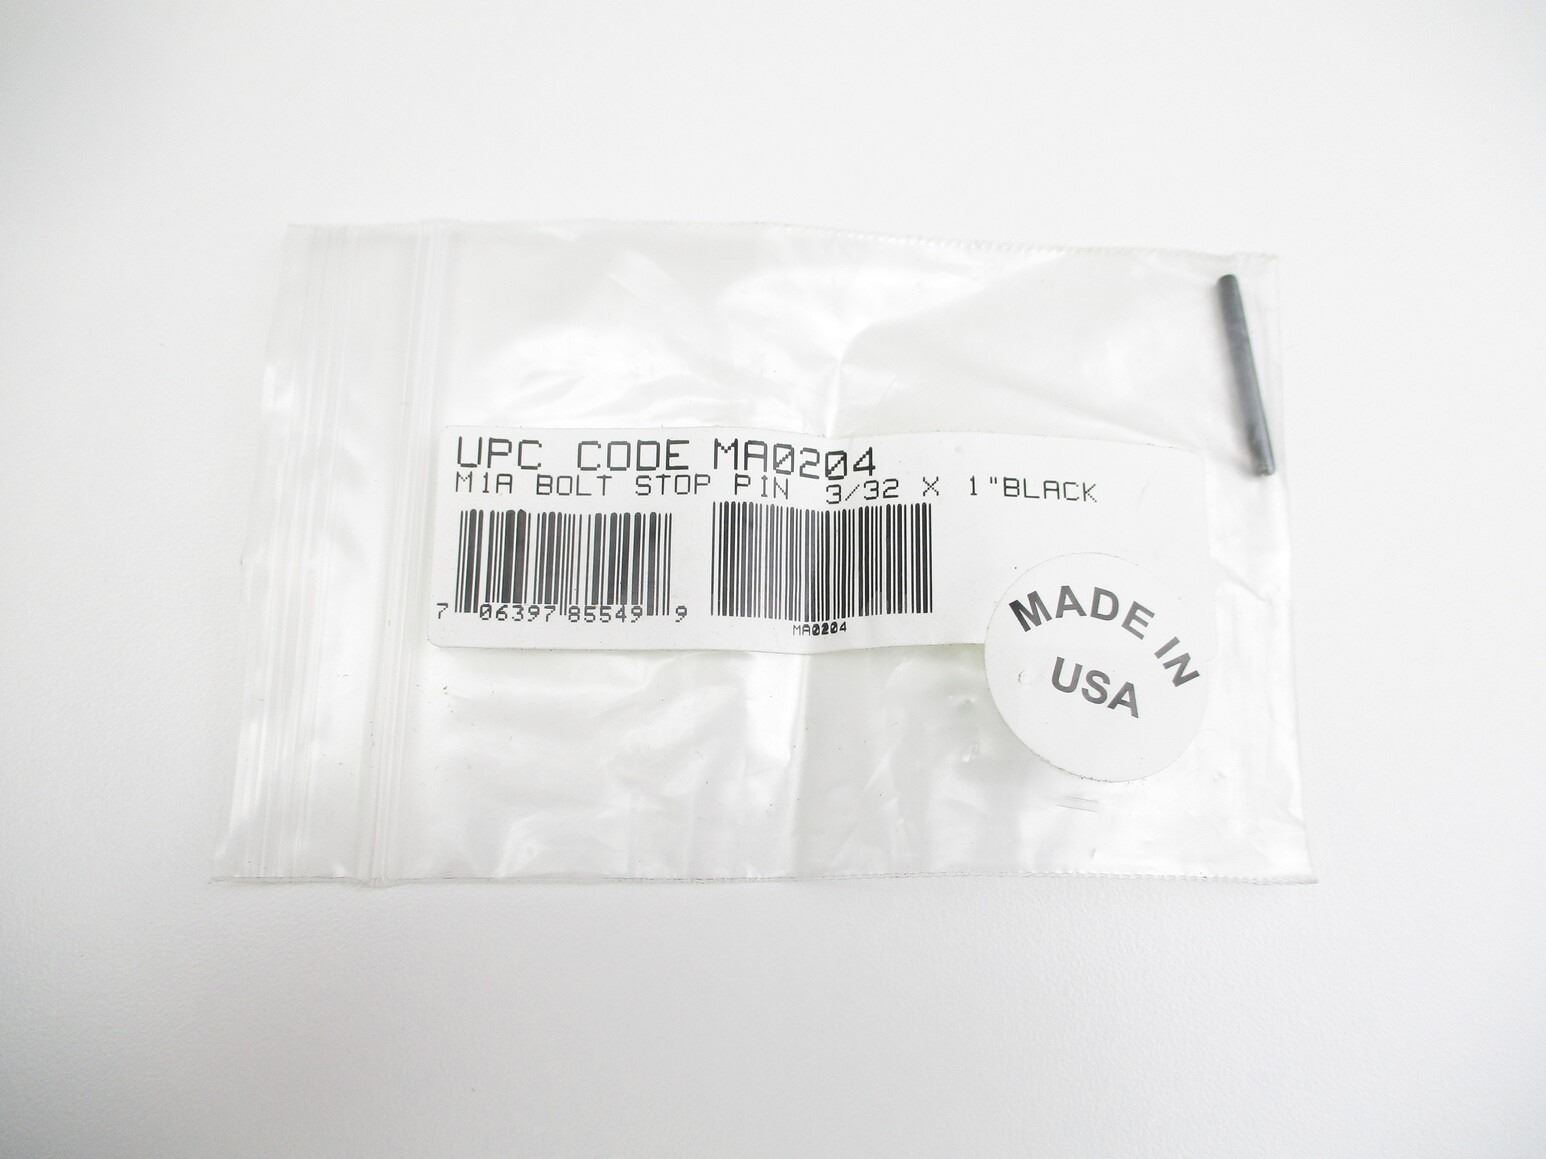 UPC CODE MA0204
M1A BOLT STOP PIN 3/32 X 1"BLACK
7 06397 85549 9
MA0204
MADE IN
USA